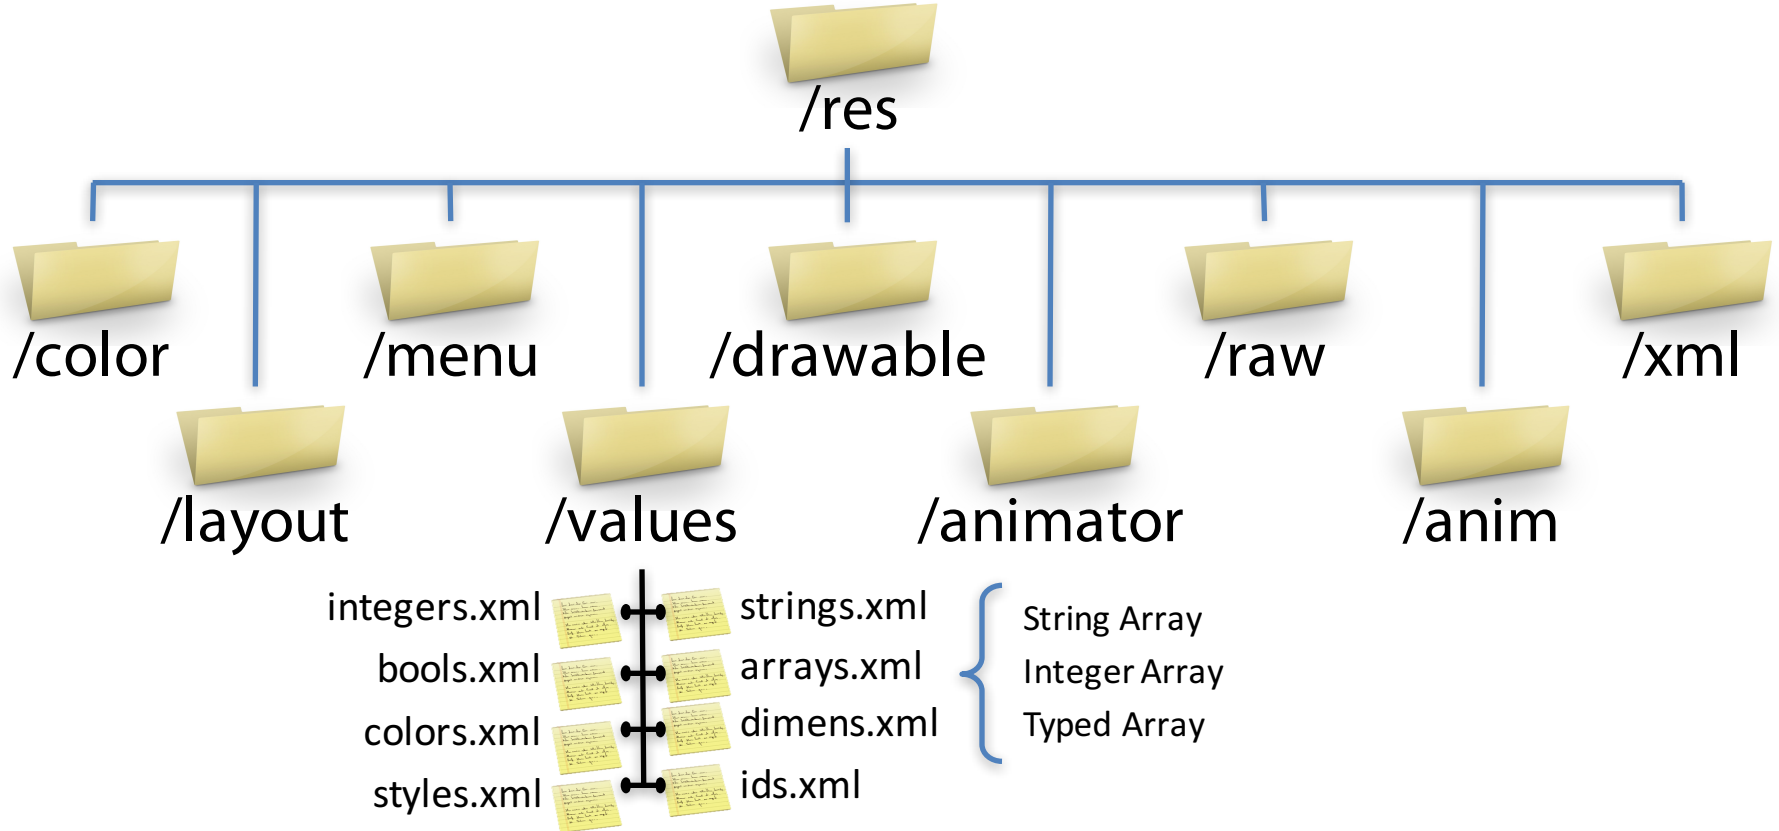 /res
/color
/menu
/drawable
/raw
/xml
/layout
/values
/animator
/anim
integers.xml
strings.xml
bools.xml
arrays.xml
colors.xml
dimens.xml
styles.xml
ids.xml
String Array
Integer Array
Typed Array